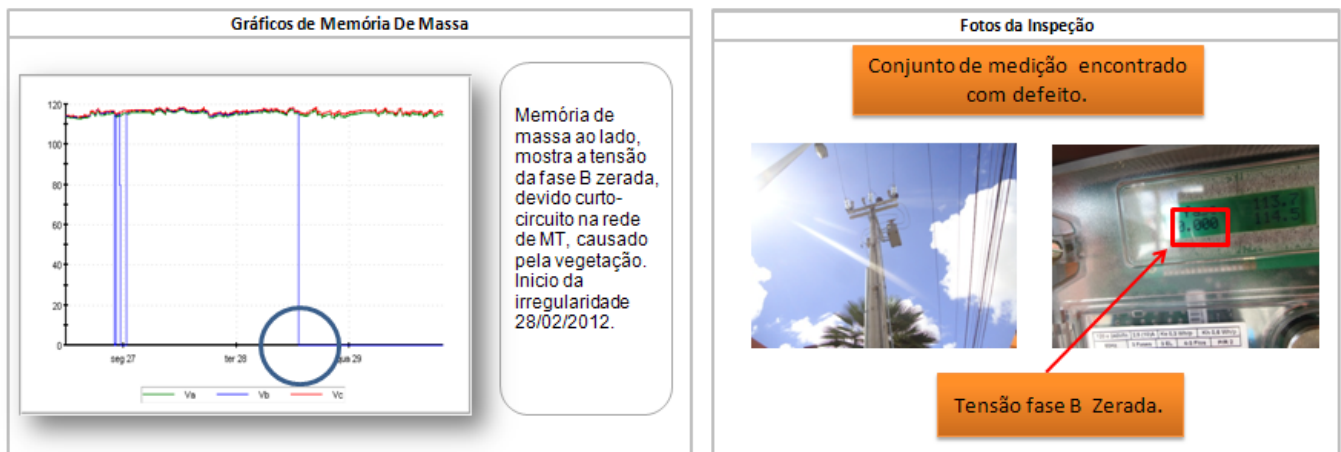 Gráficos de Memória De Massa
120
100
80
60
40
20
0
seg 27
ter 28
qua 29
Va
Vb
Vc
Memória de
massa ao lado,
mostra a tensão
da fase B zerada,
devido curto-
circuito na rede
de MT, causado
pela vegetação.
Inicio da
irregularidade
28/02/2012.
Fotos da Inspeção
Conjunto de medição encontrado
com defeito.
113.7
0.000 114.5
Tensão fase B Zerada.